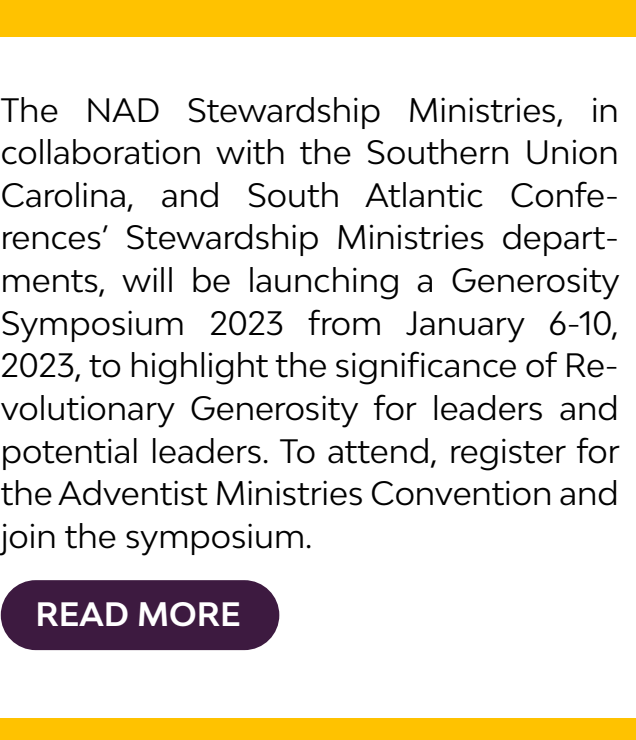 The NAD Stewardship Ministries, in
collaboration with the Southern Union
Carolina, and South Atlantic Confe-
rences’ Stewardship Ministries depart-
ments, will be launching a Generosity
Symposium 2023 from January 6-10,
2023, to highlight the significance of Re-
volutionary Generosity for leaders and
potential leaders. To attend, register for
the Adventist Ministries Convention and
join the symposium.
READ MORE